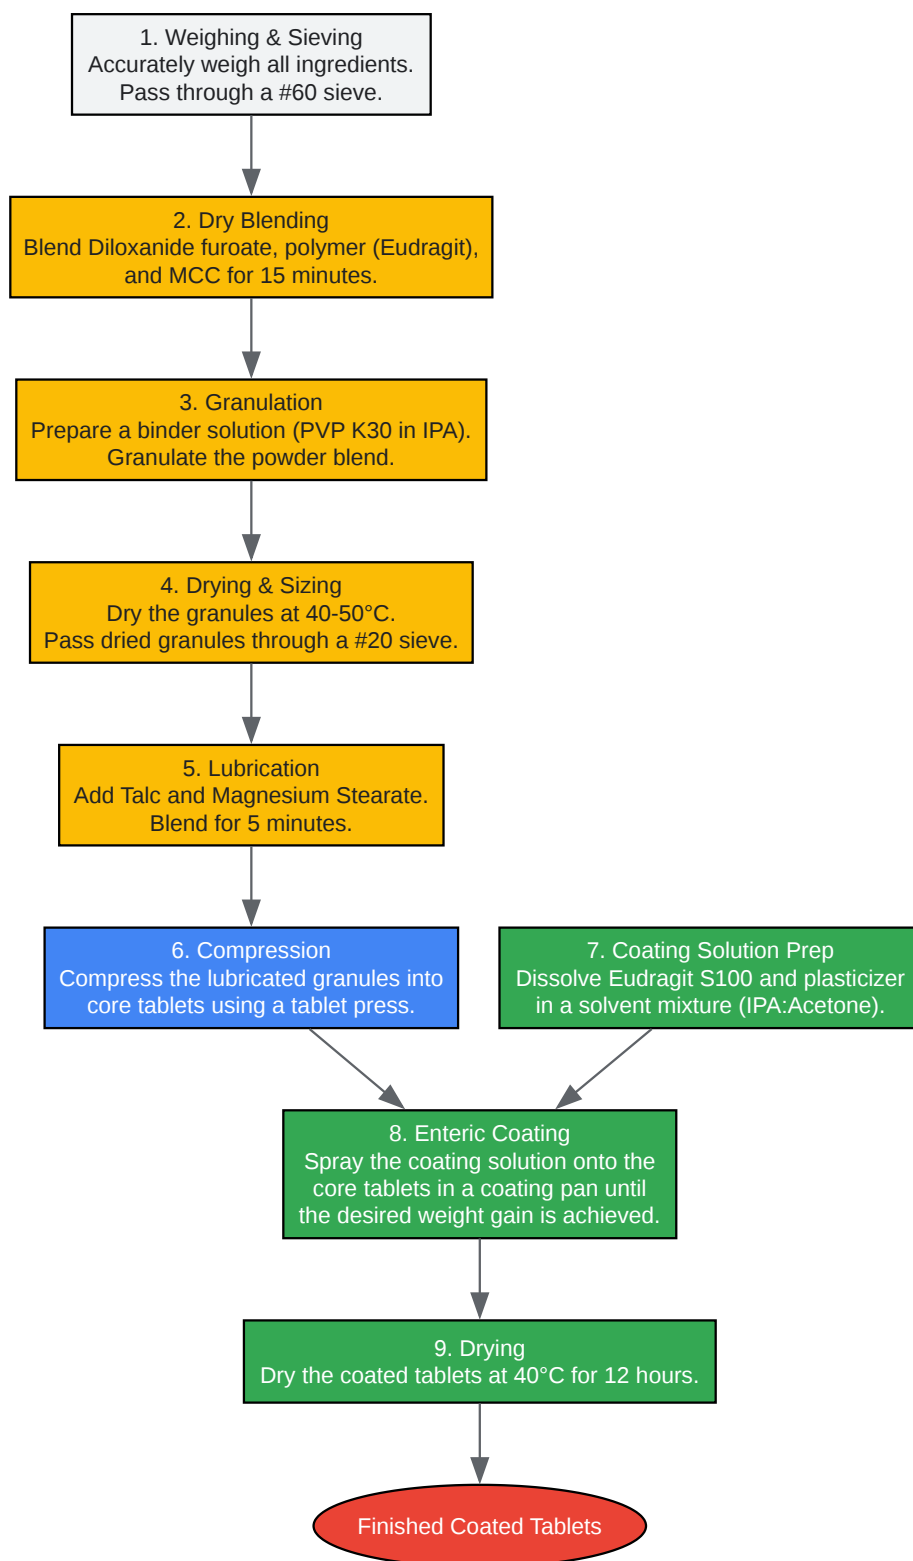 1. Weighing & Sieving
Accurately weigh all ingredients.
Pass through a #60 sieve.
2. Dry Blending
Blend Diloxanide furoate, polymer (Eudragit),
and MCC for 15 minutes.
3. Granulation
Prepare a binder solution (PVP K30 in IPA).
Granulate the powder blend.
4. Drying & Sizing
Dry the granules at 40-50°C.
Pass dried granules through a #20 sieve.
5. Lubrication
Add Talc and Magnesium Stearate.
Blend for 5 minutes.
6. Compression
Compress the lubricated granules into
core tablets using a tablet press.
7. Coating Solution Prep
Dissolve Eudragit S100 and plasticizer
in a solvent mixture (IPA:Acetone).
8. Enteric Coating
Spray the coating solution onto the
core tablets in a coating pan until
the desired weight gain is achieved.
9. Drying
Dry the coated tablets at 40°C for 12 hours.
Finished Coated Tablets